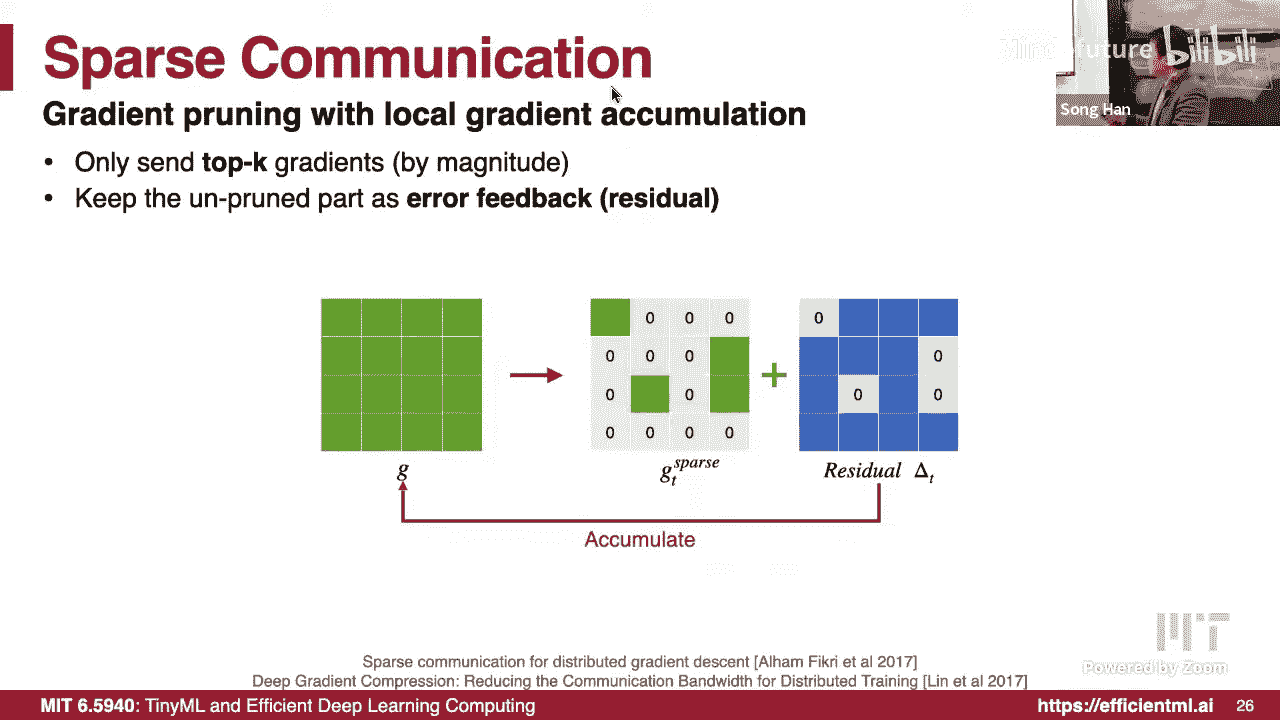 Sparse Communication
Gradient pruning with local gradient accumulation
• Only send top-k gradients (by magnitude)
• Keep the un-pruned part as error feedback (residual)
Future bilibili
Song Han
0 0 0
0 0 0
0 0
0 0 0 0
+
0
0
0 0
g
g_t^{sparse}
Residual Δ_t
Accumulate
MIT
Powered by Zoom
Sparse communication for distributed gradient descent [Alham Fikri et al 2017]
Deep Gradient Compression: Reducing the Communication Bandwidth for Distributed Training [Lin et al 2017]
MIT 6.5940: TinyML and Efficient Deep Learning Computing
https://efficientml.ai 26